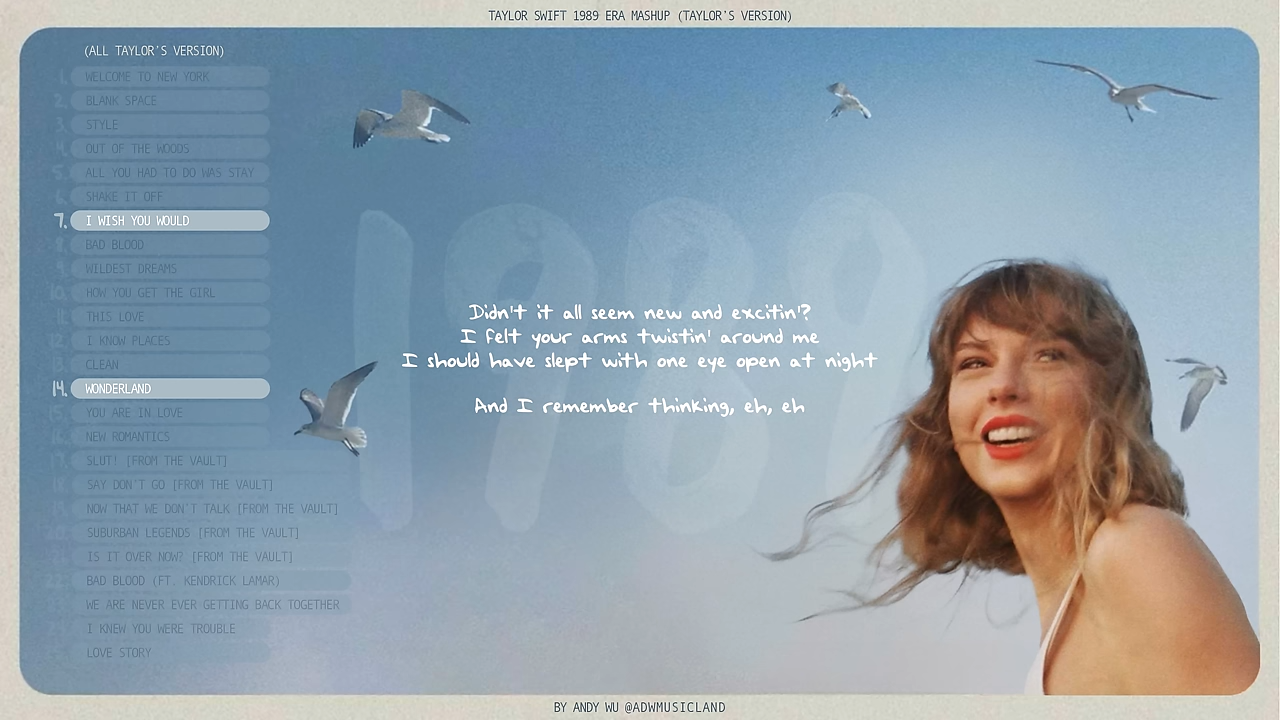 TAYLOR SWIFT 1989 ERA MASHUP (TAYLOR'S VERSION)
(ALL TAYLOR'S VERSION)
1. WELCOME TO NEW YORK
2. BLANK SPACE
3. STYLE
4. OUT OF THE WOODS
5. ALL YOU HAD TO DO WAS STAY
6. SHAKE IT OFF
7. I WISH YOU WOULD
8. BAD BLOOD
9. WILDEST DREAMS
10. HOW YOU GET THE GIRL
11. THIS LOVE
12. I KNOW PLACES
13. CLEAN
14. WONDERLAND
15. YOU ARE IN LOVE
16. NEW ROMANTICS
17. SLUT! [FROM THE VAULT]
18. SAY DON'T GO [FROM THE VAULT]
19. NOW THAT WE DON'T TALK [FROM THE VAULT]
20. SUBURBAN LEGENDS [FROM THE VAULT]
21. IS IT OVER NOW? [FROM THE VAULT]
22. BAD BLOOD (FT. KENDRICK LAMAR)
WE ARE NEVER EVER GETTING BACK TOGETHER
I KNEW YOU WERE TROUBLE
LOVE STORY
1989
Didn't it all seem new and excitin'?
I felt your arms twistin' around me
I should have slept with one eye open at night
And I remember thinking, eh, eh
BY ANDY WU @ADWMUSICLAND